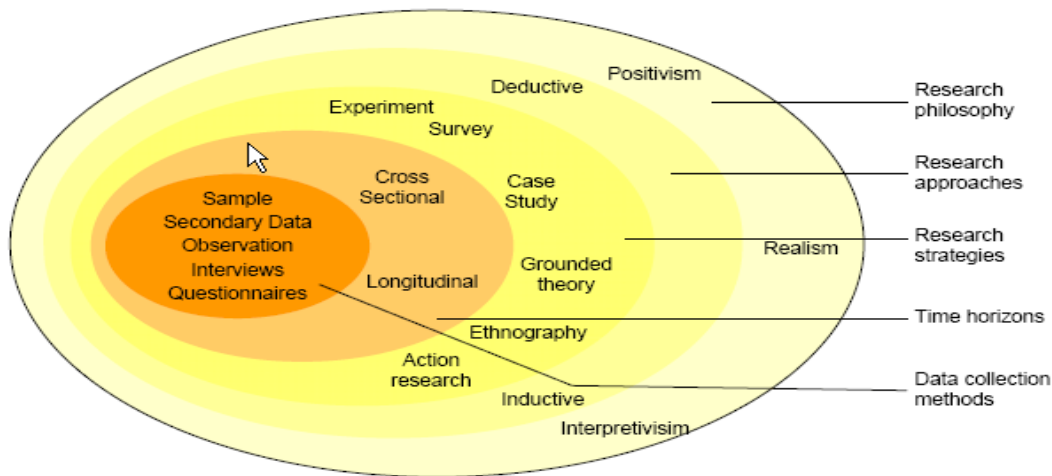 Positivism
Deductive
Experiment
Survey
Cross
Sectional
Case
Study
Sample
Secondary Data
Observation
Interviews
Questionnaires
Longitudinal
Grounded
theory
Realism
Ethnography
Action
research
Inductive
Interpretivisim
Research
philosophy
Research
approaches
Research
strategies
Time horizons
Data collection
methods